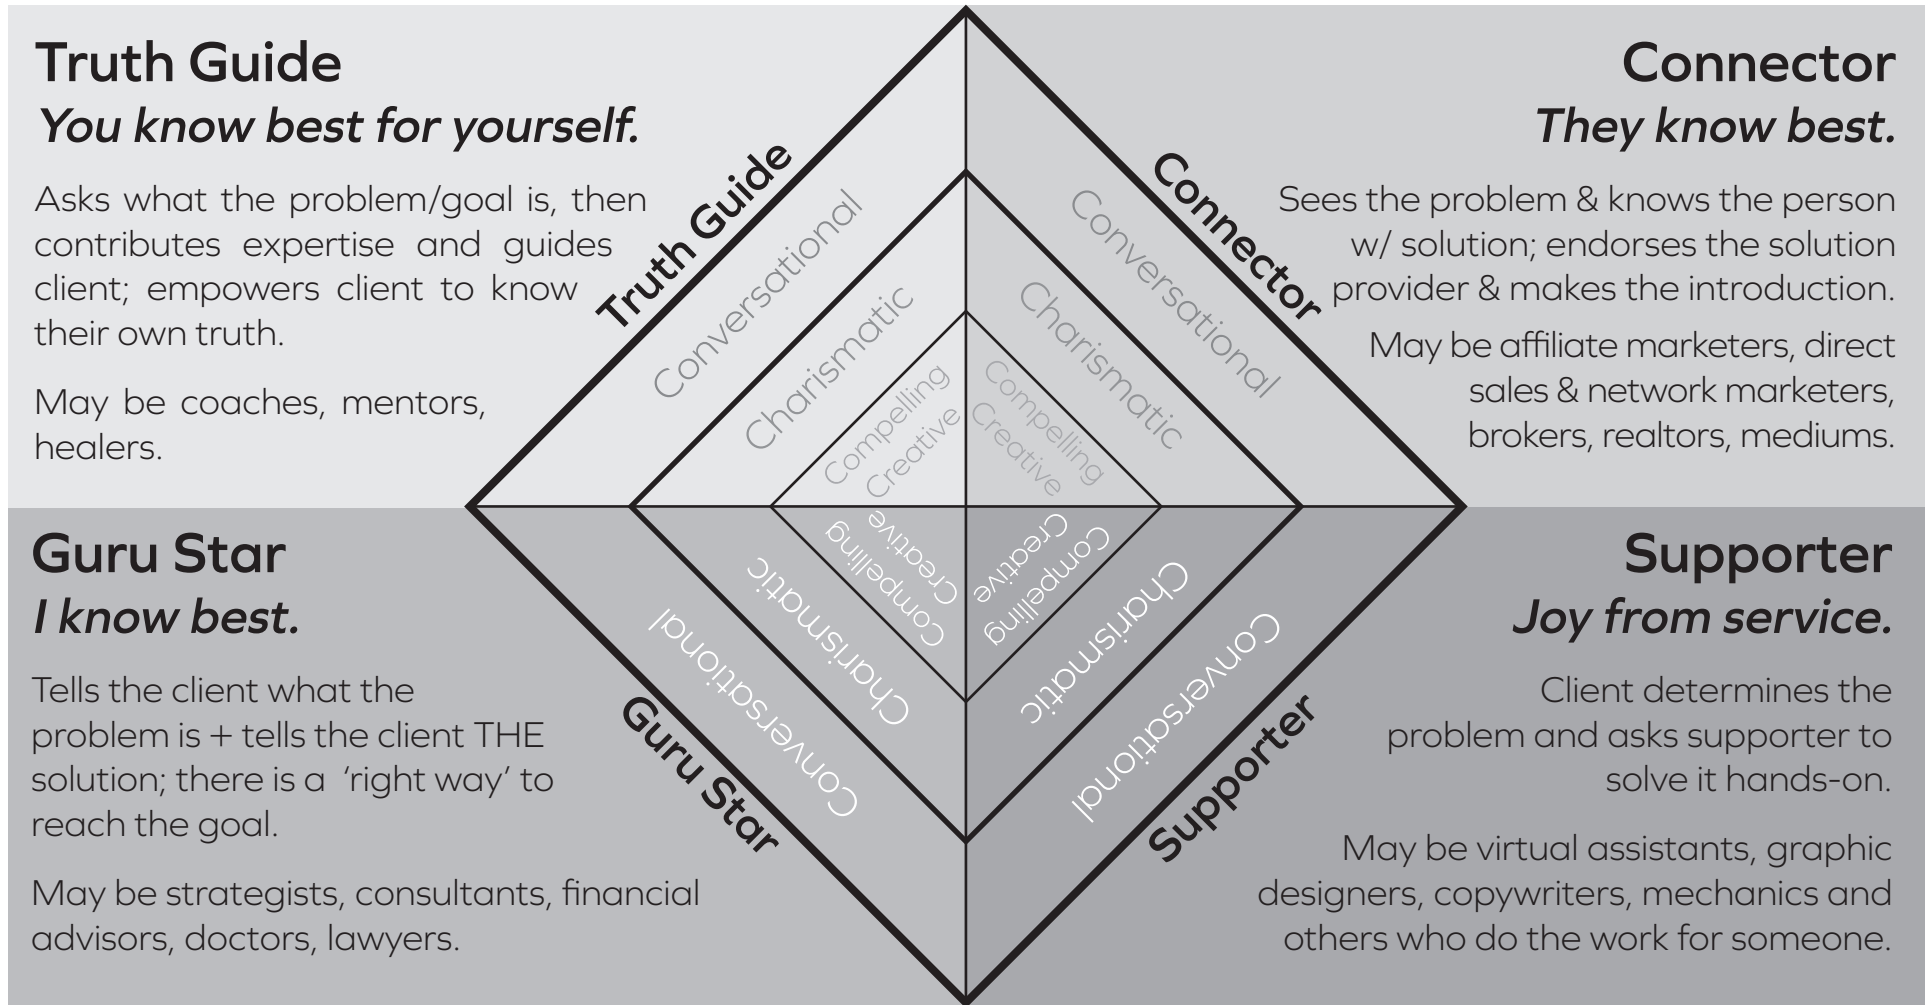 Truth Guide
You know best for yourself.
Asks what the problem/goal is, then
contributes expertise and guides
client; empowers client to know
their own truth.
May be coaches, mentors,
healers.
Truth Guide
Conversational
Charismatic
Compelling
Creative
Connector
They know best.
Sees the problem & knows the person
w/ solution; endorses the solution
provider & makes the introduction.
May be affiliate marketers, direct
sales & network marketers,
brokers, realtors, mediums.
Connector
Conversational
Charismatic
Compelling
Creative
Guru Star
I know best.
Tells the client what the
problem is + tells the client THE
solution; there is a 'right way' to
reach the goal.
May be strategists, consultants, financial
advisors, doctors, lawyers.
Guru Star
Conversational
Charismatic
Compelling
Creative
Supporter
Joy from service.
Client determines the
problem and asks supporter to
solve it hands-on.
May be virtual assistants, graphic
designers, copywriters, mechanics and
others who do the work for someone.
Supporter
Conversational
Charismatic
Compelling
Creative